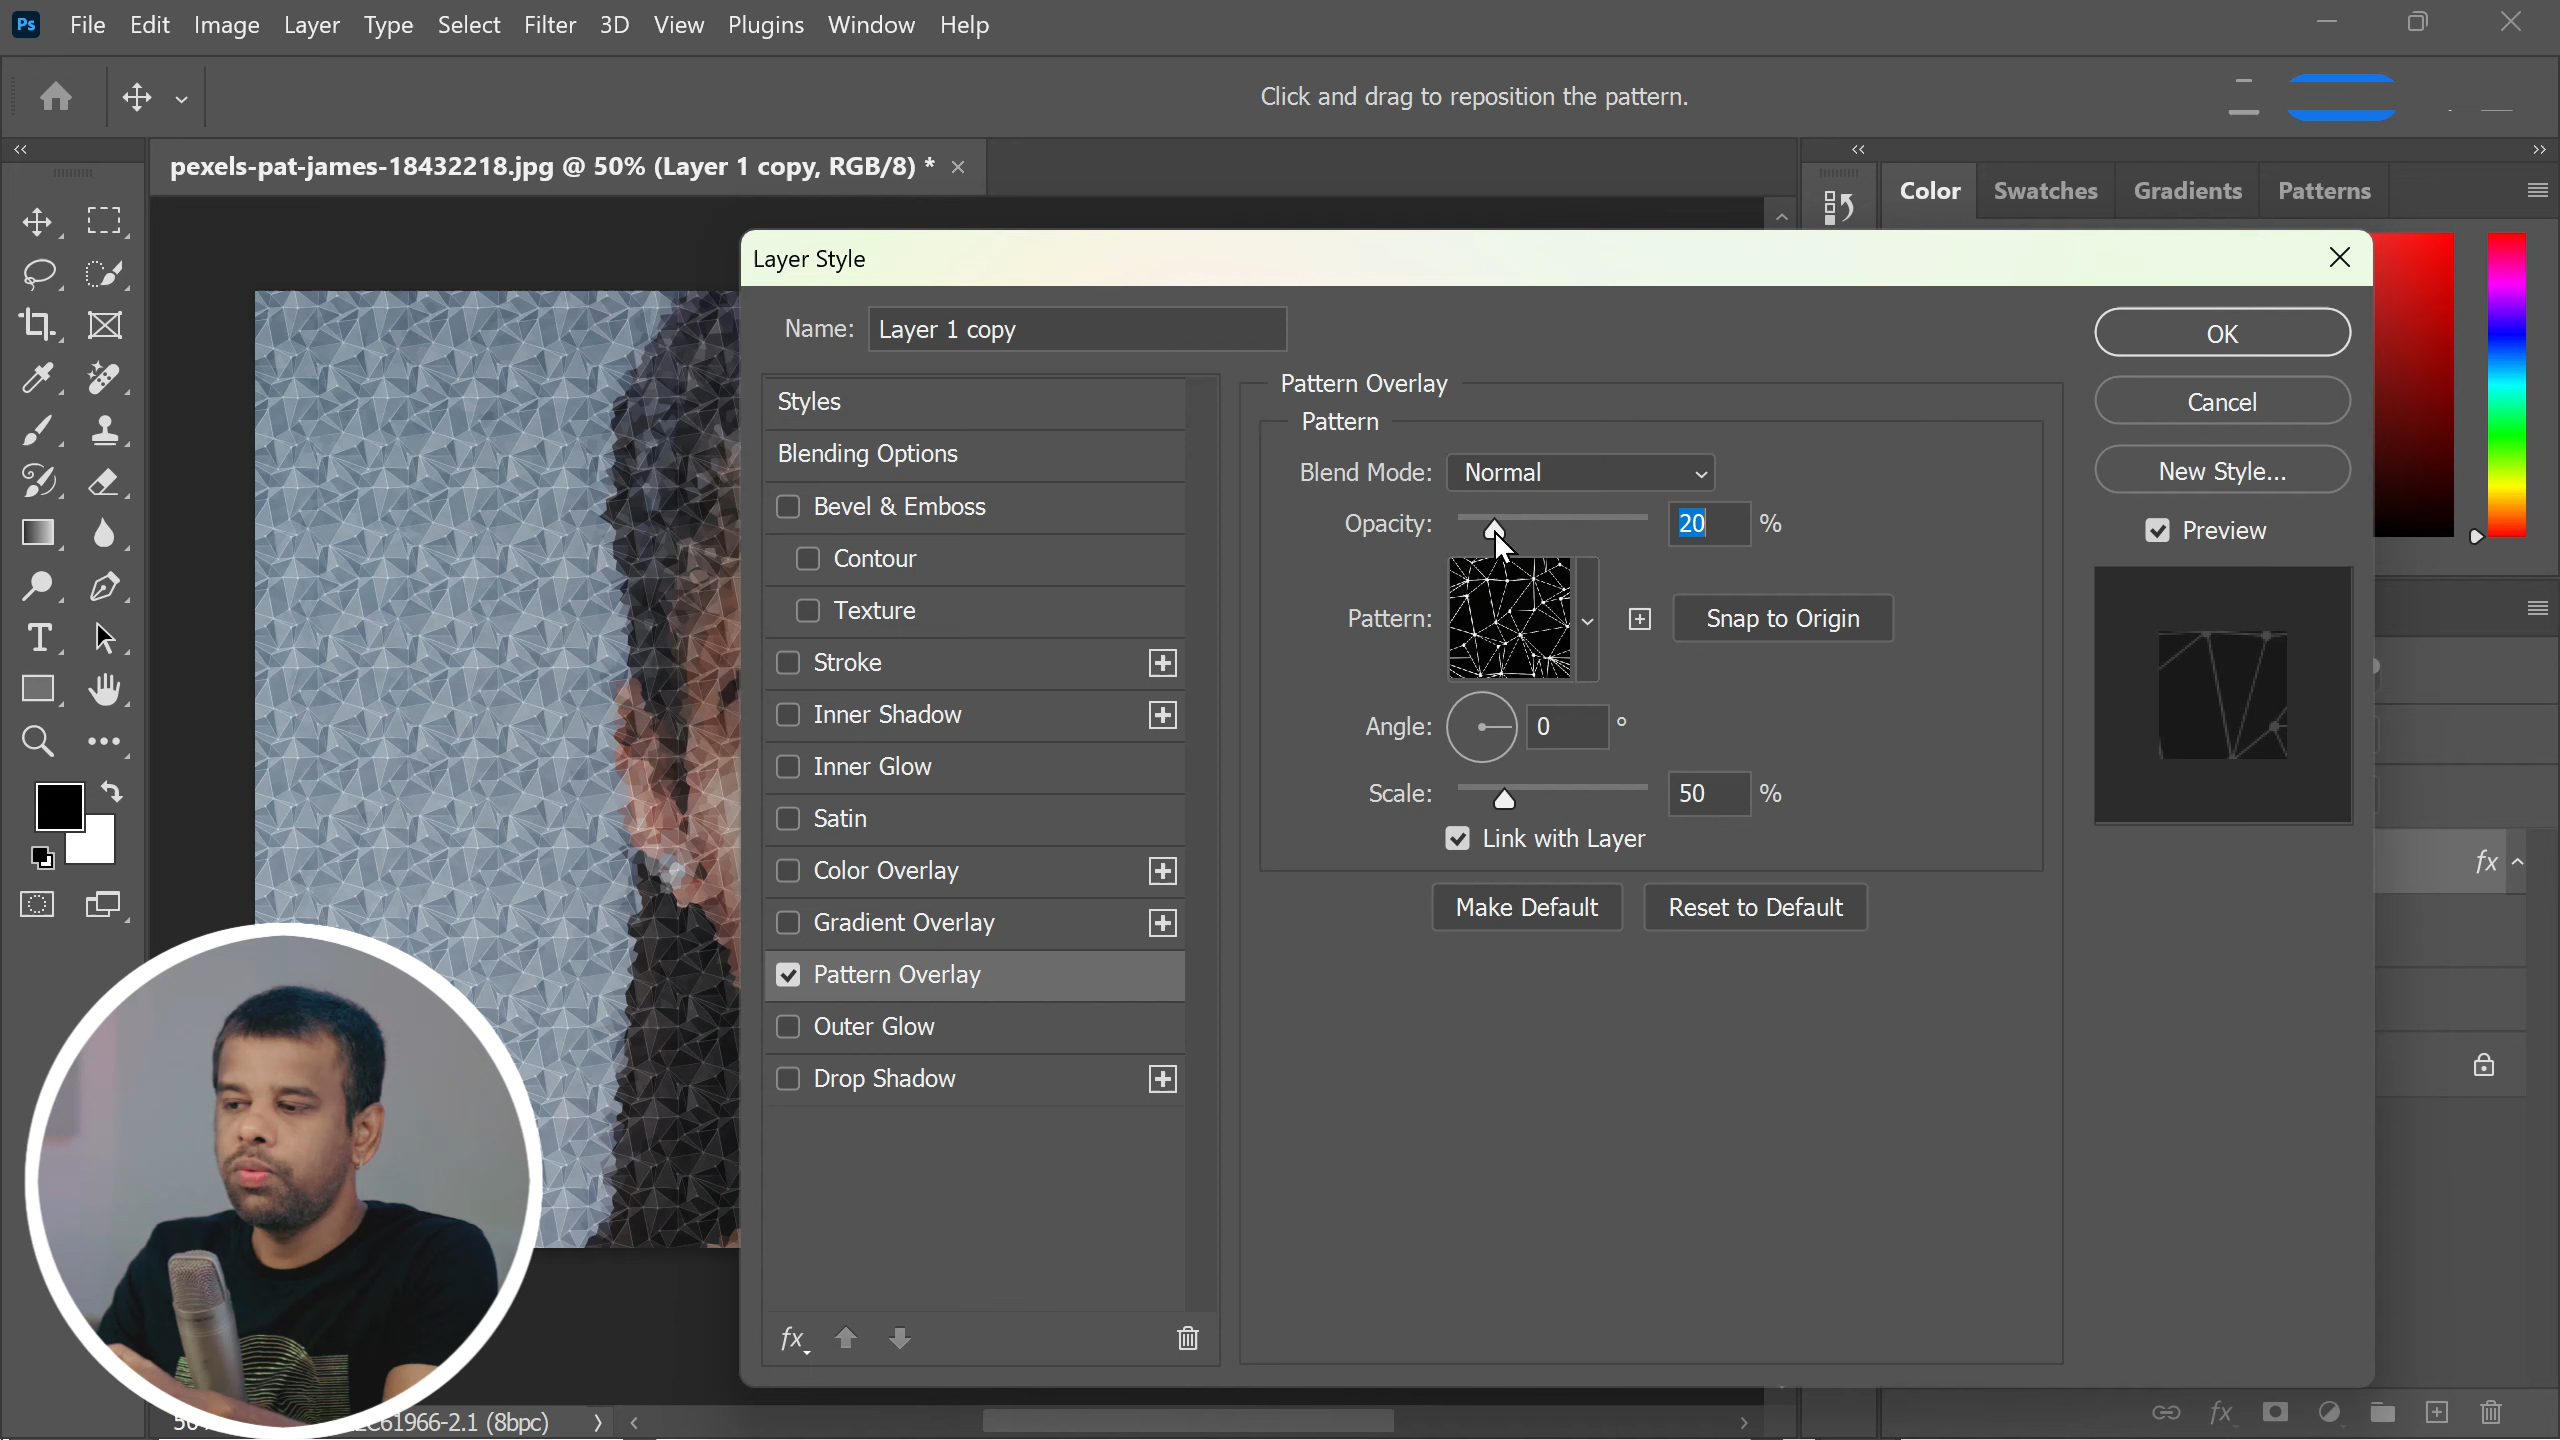 Ps File Edit Image Layer Type Select Filter 3D View Plugins Window Help
Click and drag to reposition the pattern.
pexels-pat-james-18432218.jpg @ 50% (Layer 1 copy, RGB/8) *
Color Swatches Gradients Patterns
Layer Style
Name: Layer 1 copy
Styles
Blending Options
Bevel & Emboss
Contour
Texture
Stroke
Inner Shadow
Inner Glow
Satin
Color Overlay
Gradient Overlay
Pattern Overlay
Outer Glow
Drop Shadow
fx
Pattern Overlay
Pattern
Blend Mode: Normal
Opacity: 20 %
Pattern: Snap to Origin
Angle: 0 °
Scale: 50 %
Link with Layer
Make Default Reset to Default
OK
Cancel
New Style...
Preview
fx
C61966-2.1 (8bpc)
fx